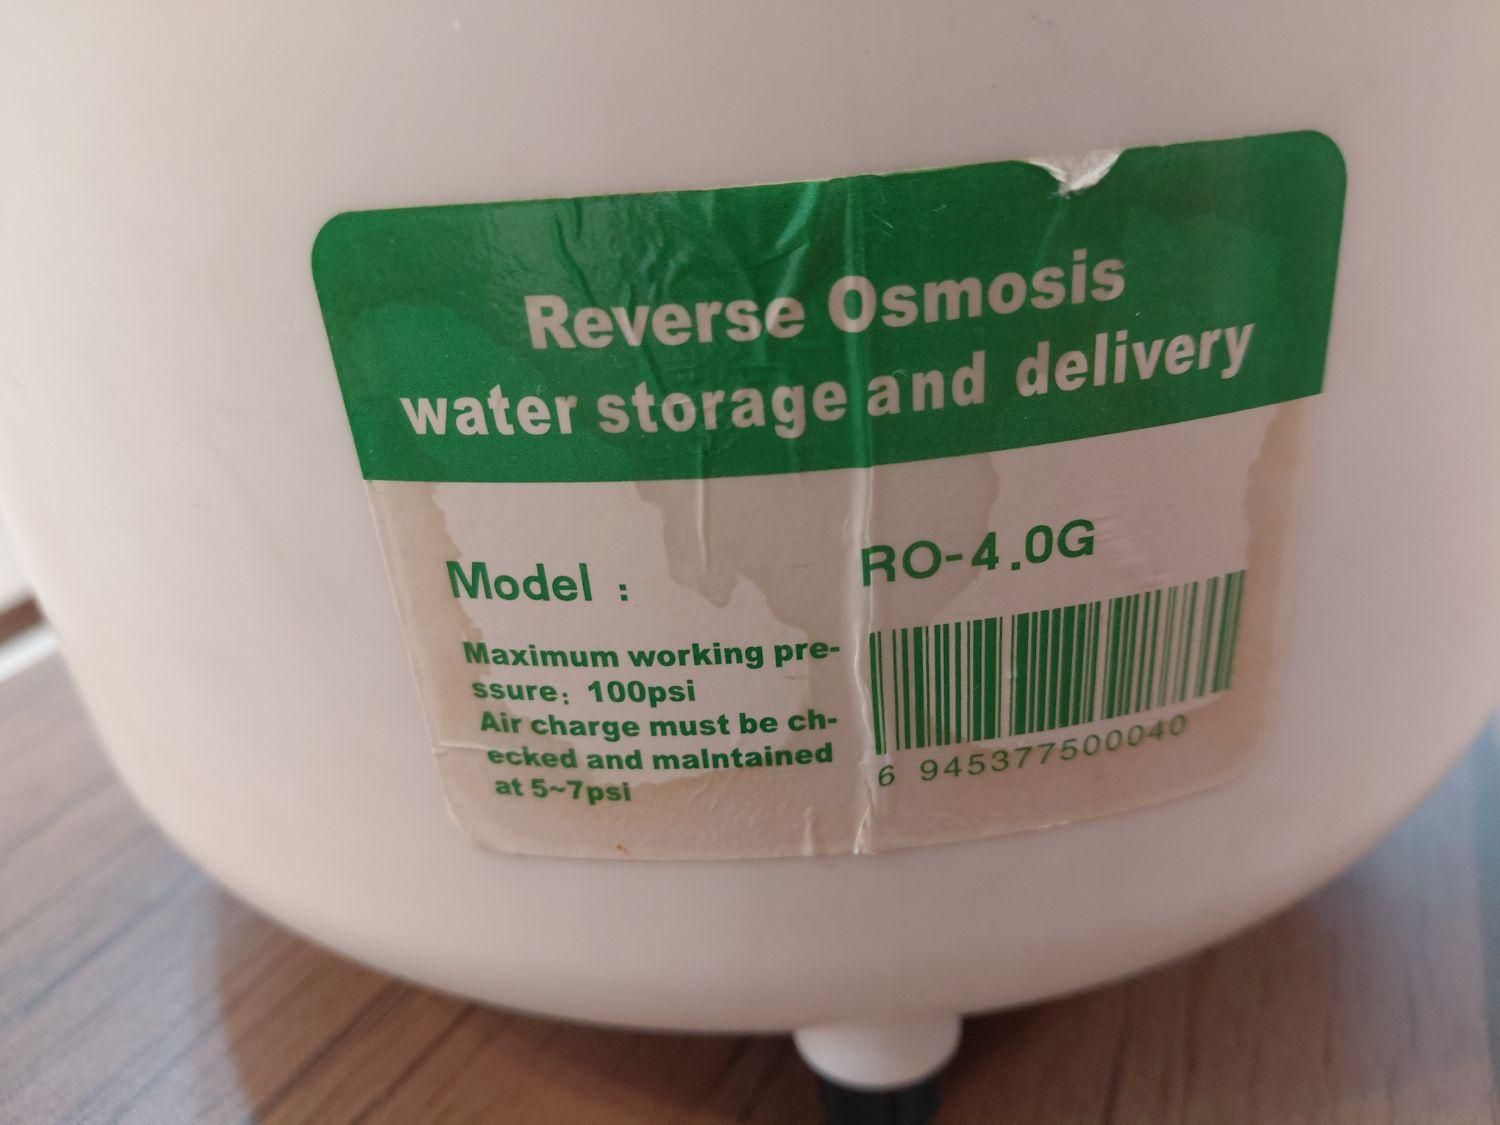 Reverse Osmosis
water storage and delivery
Model : RO-4.0G
Maximum working pre-
ssure: 100psi
Air charge must be ch-
ecked and malntained
at 5~7psi
6 945377500040